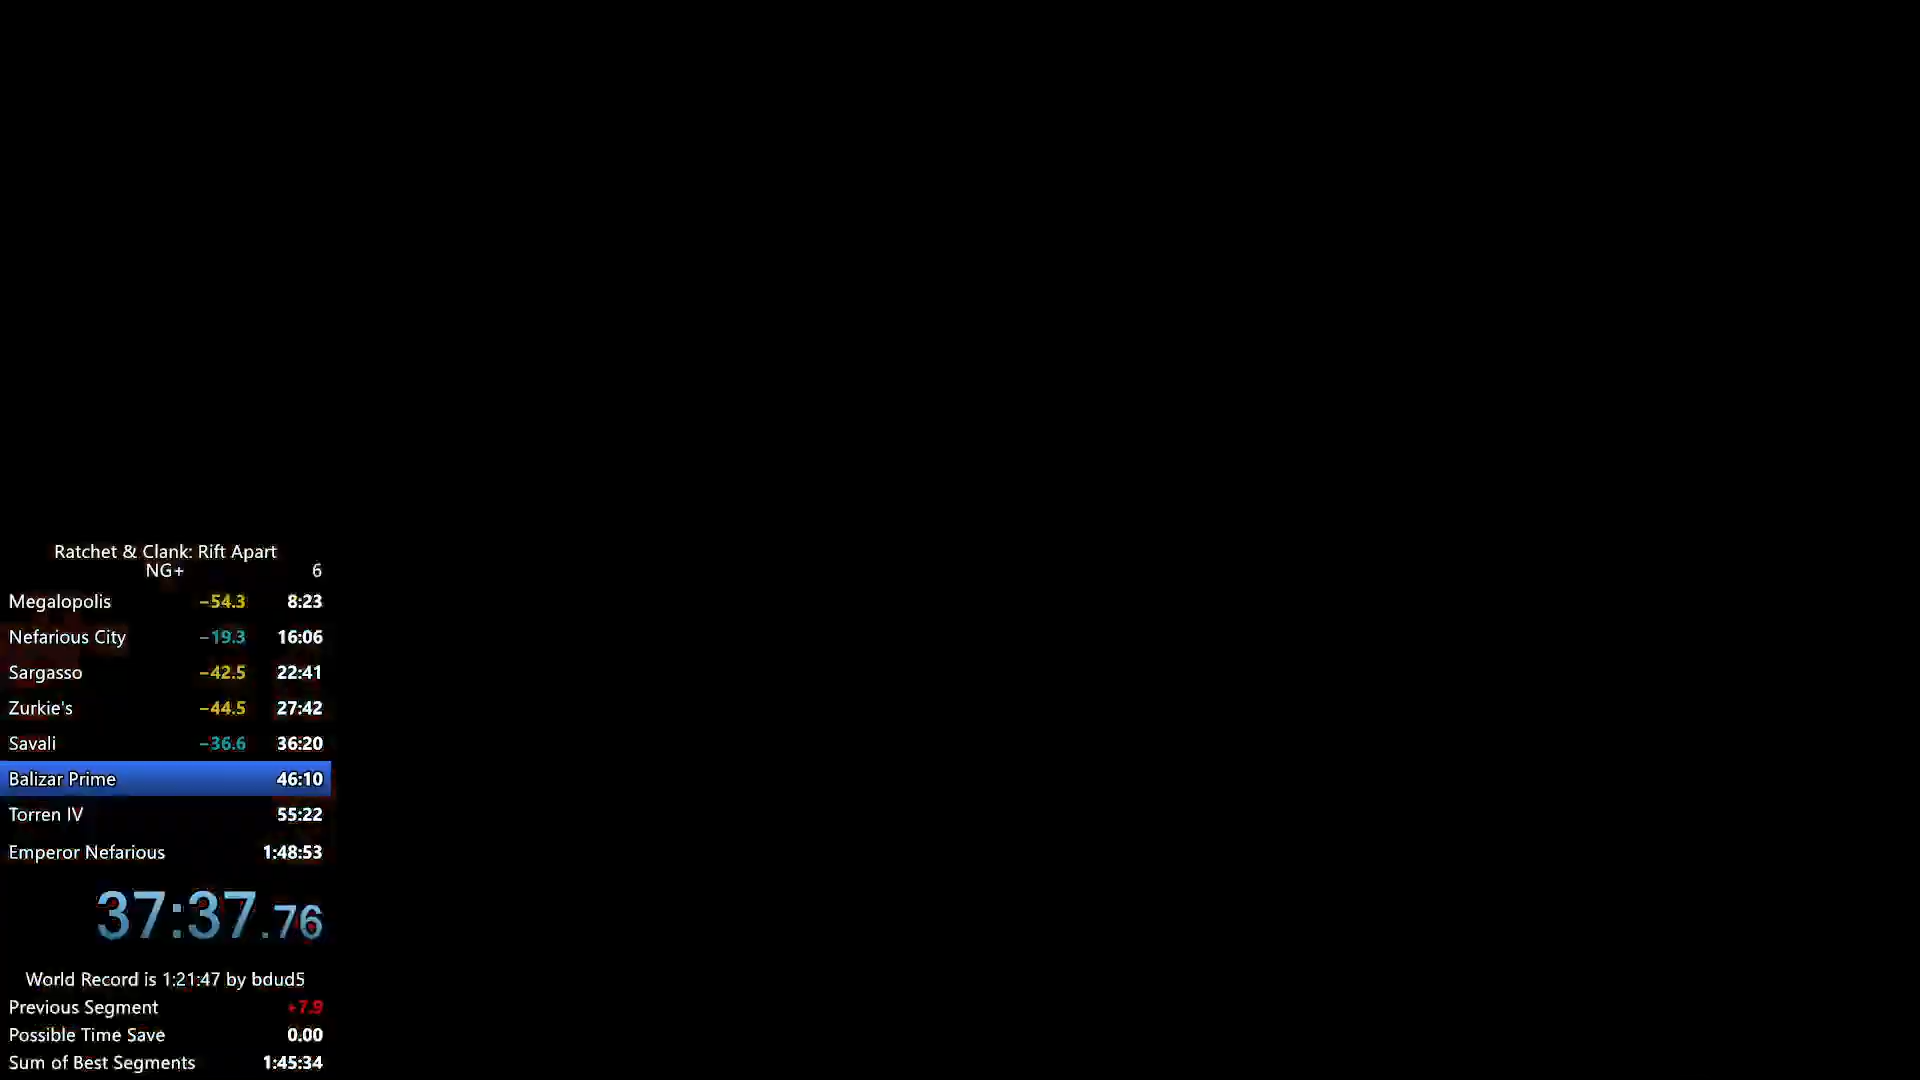 Ratchet & Clank: Rift Apart
NG+ 6
Megalopolis −54.3 8:23
Nefarious City −19.3 16:06
Sargasso −42.5 22:41
Zurkie's −44.5 27:42
Savali −36.6 36:20
Balizar Prime 46:10
Torren IV 55:22
Emperor Nefarious 1:48:53
37:37.76
World Record is 1:21:47 by bdud5
Previous Segment +7.9
Possible Time Save 0.00
Sum of Best Segments 1:45:34